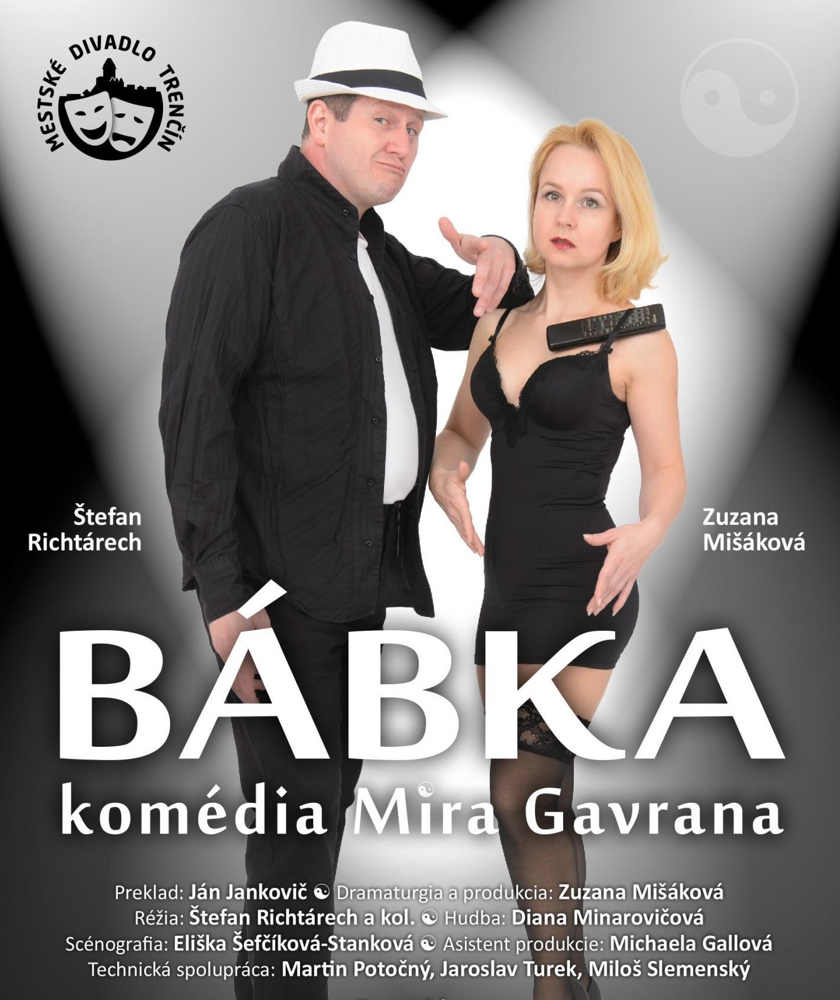 MESTSKÉ DIVADLO TRENČÍN
Štefan
Richtárech
Zuzana
Mišáková
BÁBKA
komédia Mira Gavrana
Preklad: Ján Jankovič ☯ Dramaturgia a produkcia: Zuzana Mišáková
Réžia: Štefan Richtárech a kol. ☯ Hudba: Diana Minarovičová
Scénografia: Eliška Šefčíková-Stanková ☯ Asistent produkcie: Michaela Gallová
Technická spolupráca: Martin Potočný, Jaroslav Turek, Miloš Slemenský